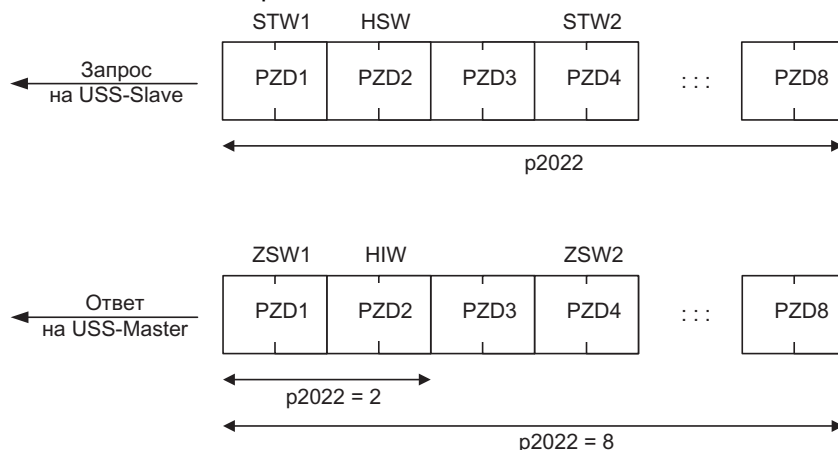 STW1 HSW STW2
Запрос
на USS-Slave
PZD1 PZD2 PZD3 PZD4 : : : PZD8
p2022
ZSW1 HIW ZSW2
Ответ
на USS-Master
PZD1 PZD2 PZD3 PZD4 : : : PZD8
p2022 = 2
p2022 = 8